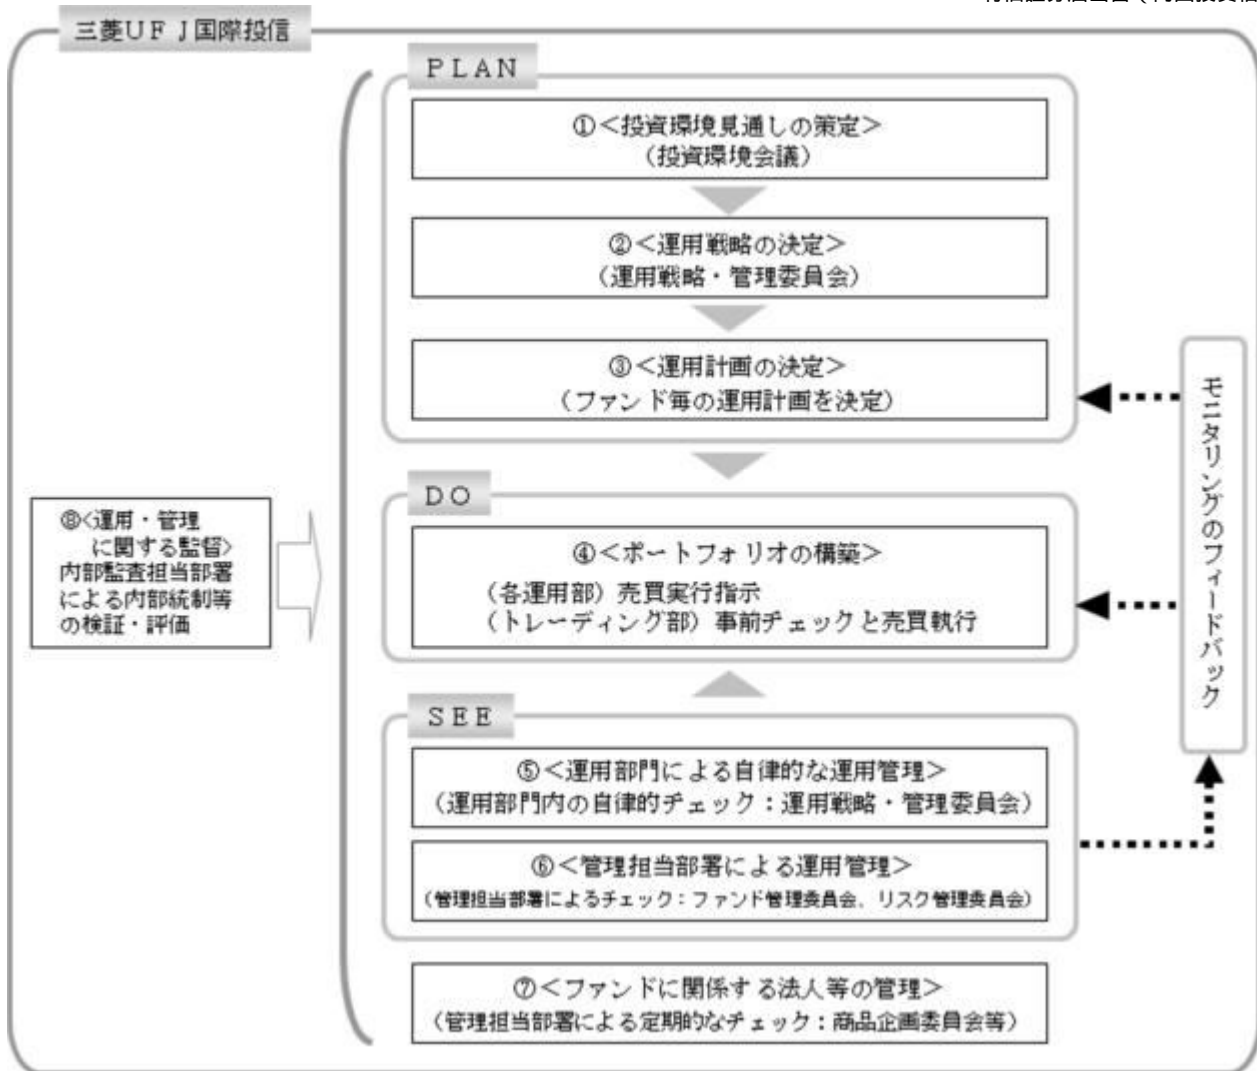 三菱UFJ国際投信
PLAN
①<投資環境見通しの策定>
(投資環境会議)
②<運用戦略の決定>
(運用戦略・管理委員会)
③<運用計画の決定>
(ファンド毎の運用計画を決定)
DO
④<ポートフォリオの構築>
(各運用部)売買実行指示
(トレーディング部)事前チェックと売買執行
SEE
⑤<運用部門による自律的な運用管理>
(運用部門内の自律的チェック:運用戦略・管理委員会)
⑥<管理担当部署による運用管理>
(管理担当部署によるチェック:ファンド管理委員会、リスク管理委員会)
⑦<ファンドに関係する法人等の管理>
(管理担当部署による定期的なチェック:商品企画委員会等)
⑧<運用・管理
に関する監督>
内部監査担当部署
による内部統制等
の検証・評価
モニタリングのフィードバック